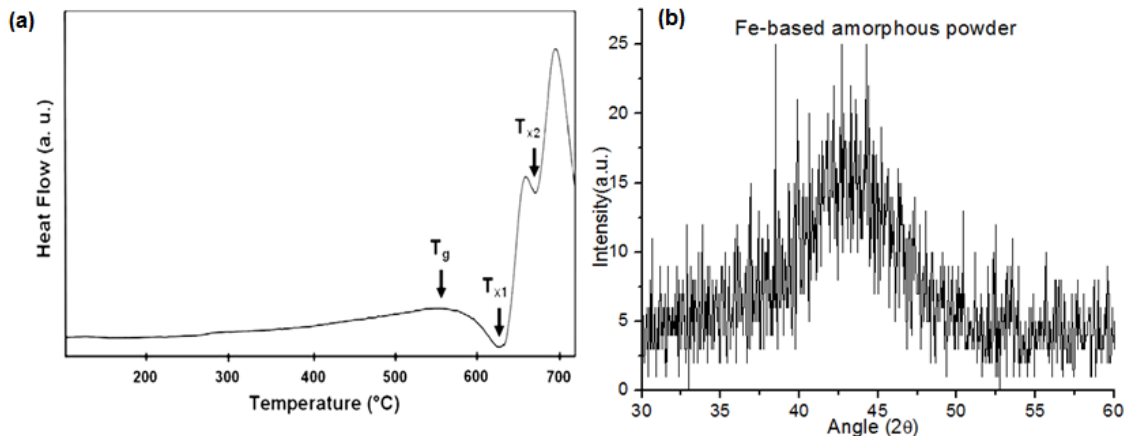 (a)
Heat Flow (a. u.)
Tg
Tx1
Tx2
200 300 400 500 600 700
Temperature (°C)
(b)
Fe-based amorphous powder
Intensity(a.u.)
25
20
15
10
5
0
30 35 40 45 50 55 60
Angle (2θ)